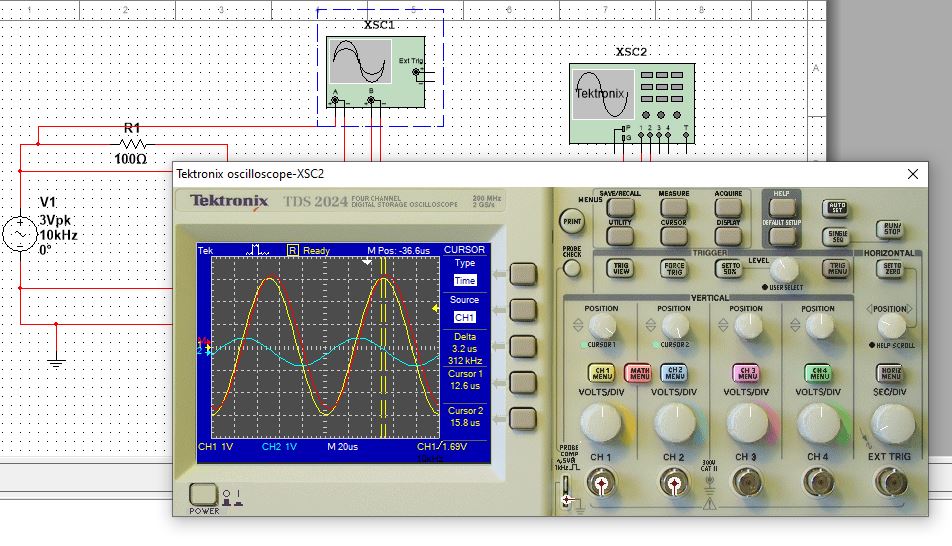 1 2 3 4 5 6 7 8
XSC1
Ext Trig
A B
XSC2
Tektronix
P
G
1 2 3 4 T
A
R1
100Ω
V1
3Vpk
10kHz
0°
Tektronix oscilloscope-XSC2
Tektronix TDS 2024 FOUR CHANNEL
DIGITAL STORAGE OSCILLOSCOPE
200 MHz
2 GS/s
MENUS
SAVE/RECALL MEASURE ACQUIRE HELP
UTILITY CURSOR DISPLAY DEFAULT SETUP
AUTO SET
SINGLE SEQ
RUN/STOP
PRINT
PROBE CHECK
TRIGGER
TRIG VIEW
FORCE TRIG
SET TO 50%
LEVEL
USER SELECT
TRIG MENU
HORIZONTAL
SET TO ZERO
Tek R Ready M Pos: -36.6us CURSOR
Type
Time
Source
CH1
Delta
3.2 us
312 kHz
Cursor 1
12.6 us
Cursor 2
15.8 us
CH1 1V CH2 1V M 20us CH1 1.69V
VERTICAL
POSITION POSITION POSITION POSITION POSITION
CURSOR1 CURSOR2 HELP SCROLL
CH 1 MENU
MATH MENU
CH 2 MENU
CH 3 MENU
CH 4 MENU
HORIZ MENU
VOLTS/DIV VOLTS/DIV VOLTS/DIV VOLTS/DIV SEC/DIV
PROBE COMP
~5V
1kHz
CH 1 CH 2 CH 3 CH 4 EXT TRIG
300V
CAT II
POWER